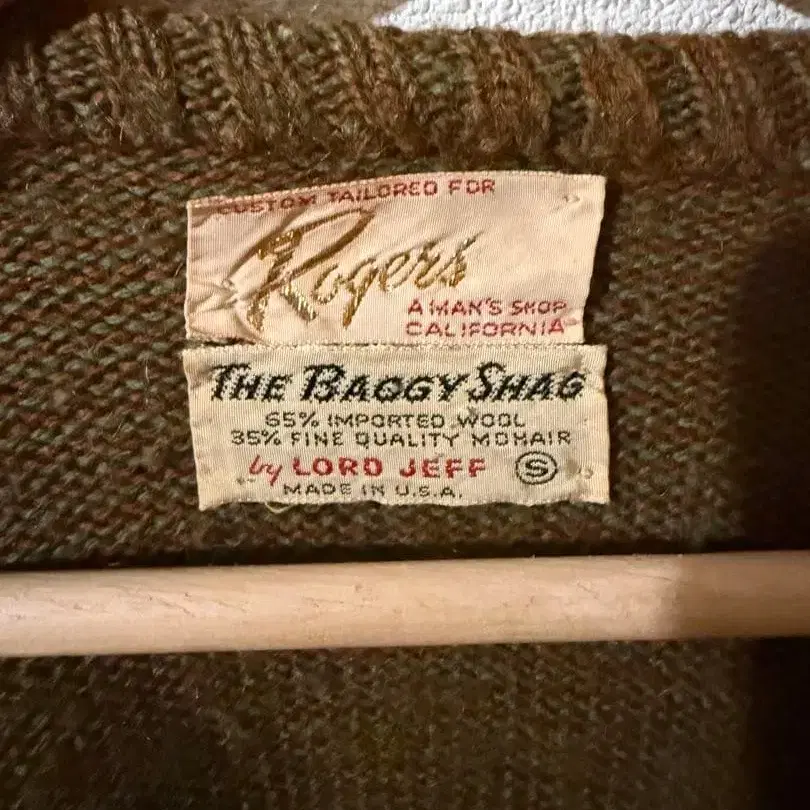 CUSTOM TAILORED FOR
Rogers
A MAN'S SHOP
CALIFORNIA
THE BAGGY SHAG
65% IMPORTED WOOL
35% FINE QUALITY MOHAIR
by LORD JEFF S
MADE IN U.S.A.